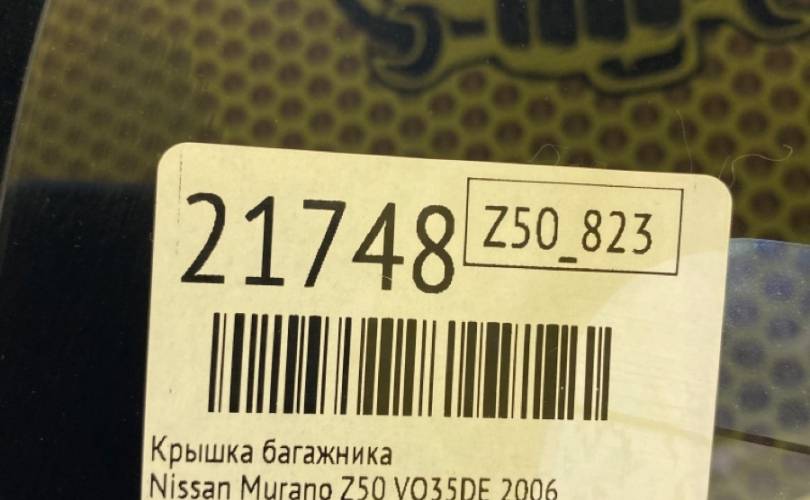 21748 Z50_823
Крышка багажника
Nissan Murano Z50 VQ35DE 2006